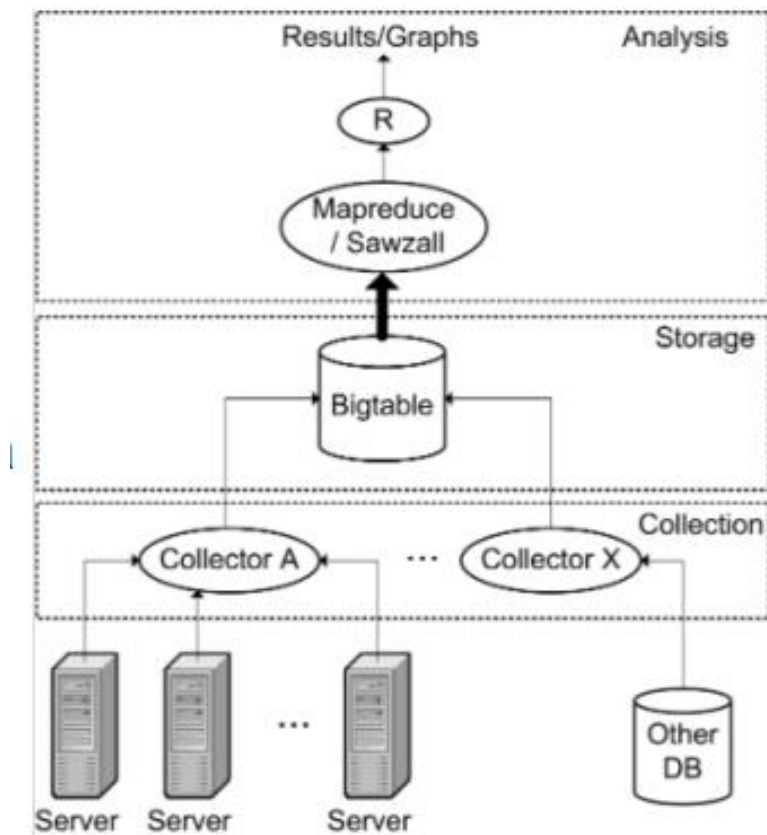 Results/Graphs
Analysis
R
Mapreduce
/ Sawzall
Storage
Bigtable
Collection
Collector A
...
Collector X
...
Other
DB
Server
Server
Server